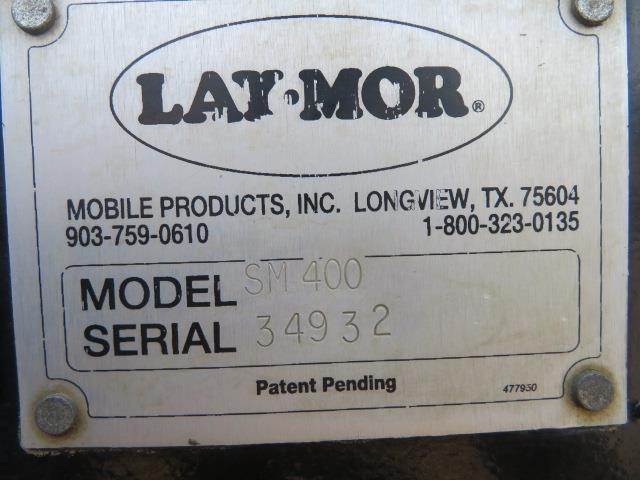 LAY·MOR®
MOBILE PRODUCTS, INC. LONGVIEW, TX. 75604
903-759-0610 1-800-323-0135
MODEL SM 400
SERIAL 34932
Patent Pending 477950